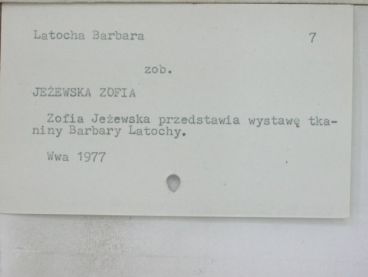 Latocha Barbara 7
zob.
JEŻEWSKA ZOFIA
Zofia Jeżewska przedstawia wystawę tka-
niny Barbary Latochy.
Wwa 1977